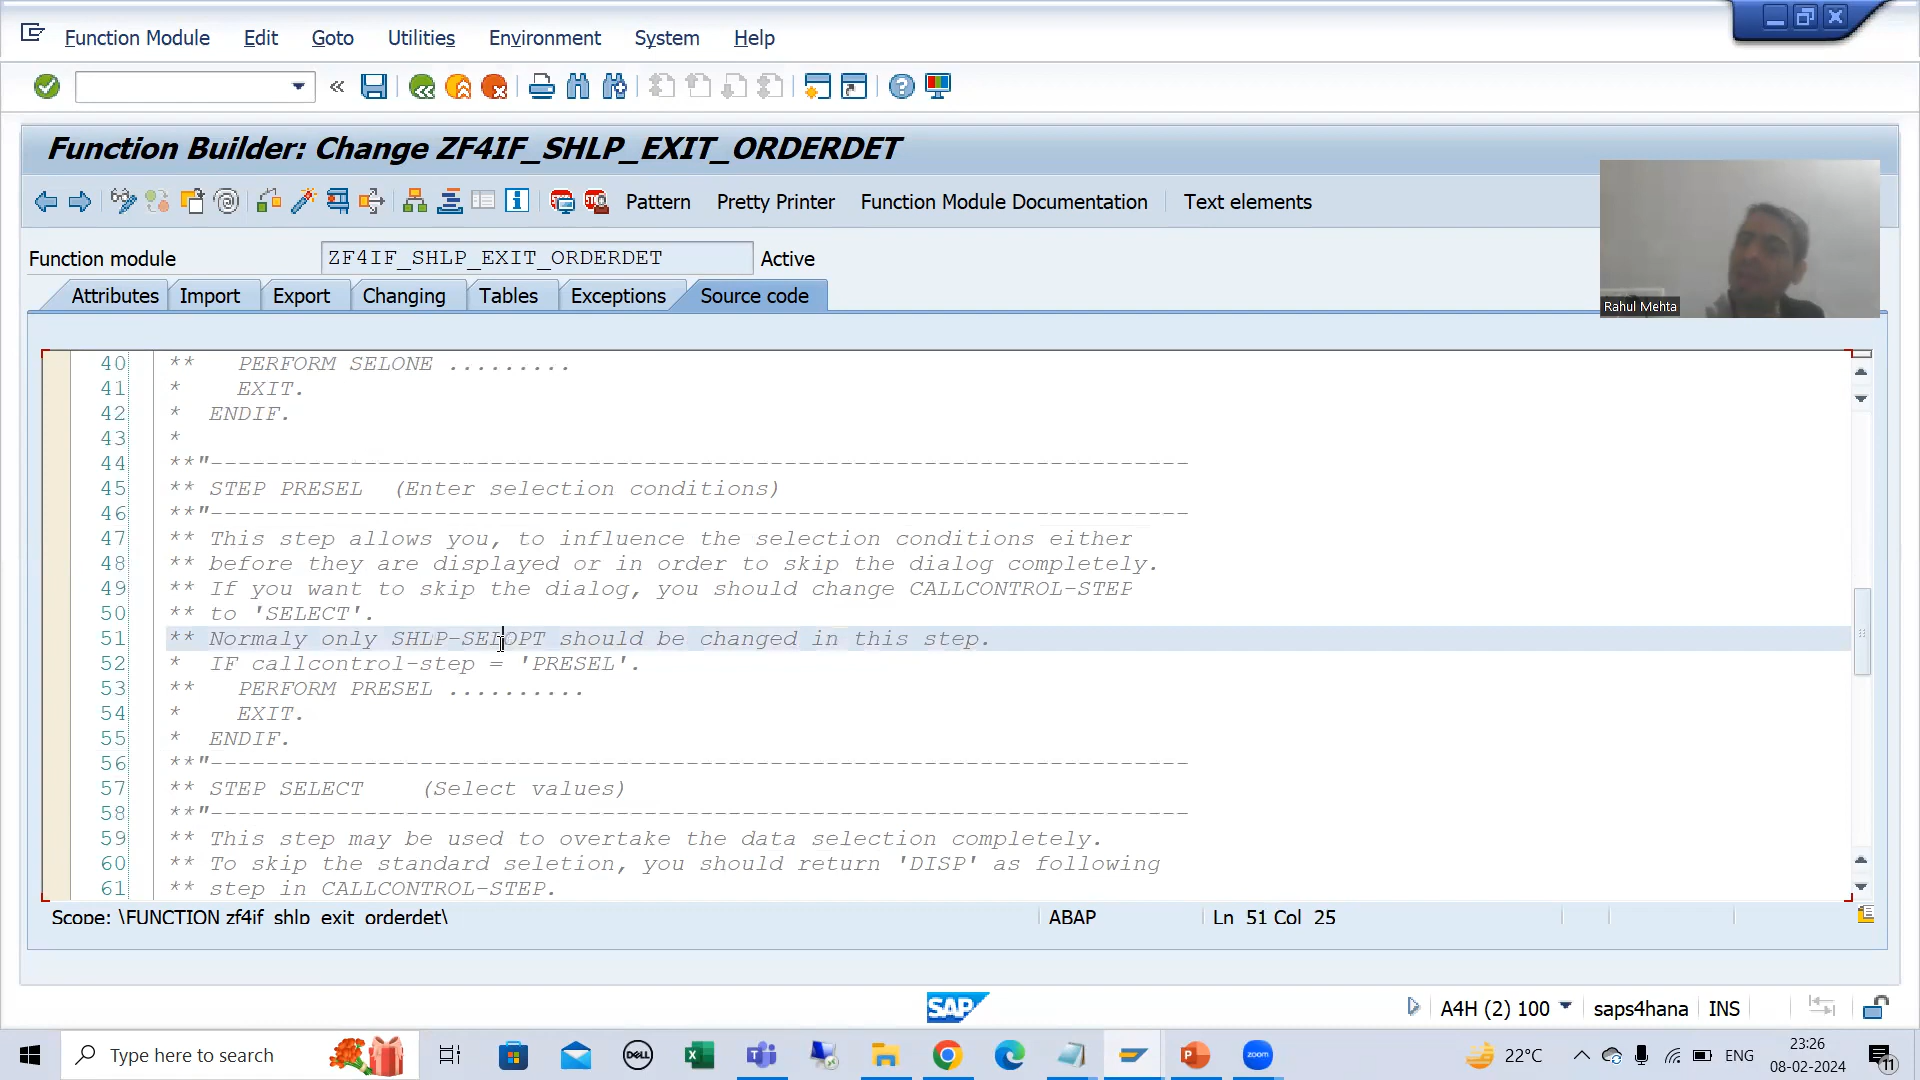 Function Module Edit Goto Utilities Environment System Help
Function Builder: Change ZF4IF_SHLP_EXIT_ORDERDET
Pattern Pretty Printer Function Module Documentation Text elements
Function module ZF4IF_SHLP_EXIT_ORDERDET Active
Attributes Import Export Changing Tables Exceptions Source code
Rahul Mehta
40 ** PERFORM SELONE .........
41 * EXIT.
42 * ENDIF.
43 *
44 **"----------------------------------------------------------------------
45 ** STEP PRESEL (Enter selection conditions)
46 **"----------------------------------------------------------------------
47 ** This step allows you, to influence the selection conditions either
48 ** before they are displayed or in order to skip the dialog completely.
49 ** If you want to skip the dialog, you should change CALLCONTROL-STEP
50 ** to 'SELECT'.
51 ** Normaly only SHLP-SELOPT should be changed in this step.
52 * IF callcontrol-step = 'PRESEL'.
53 ** PERFORM PRESEL ..........
54 * EXIT.
55 * ENDIF.
56 **"----------------------------------------------------------------------
57 ** STEP SELECT (Select values)
58 **"----------------------------------------------------------------------
59 ** This step may be used to overtake the data selection completely.
60 ** To skip the standard seletion, you should return 'DISP' as following
61 ** step in CALLCONTROL-STEP.
Scope: \FUNCTION zf4if_shlp_exit_orderdet\ ABAP Ln 51 Col 25
SAP A4H (2) 100 saps4hana INS
Type here to search DELL zoom 22°C ENG 23:26
08-02-2024 11